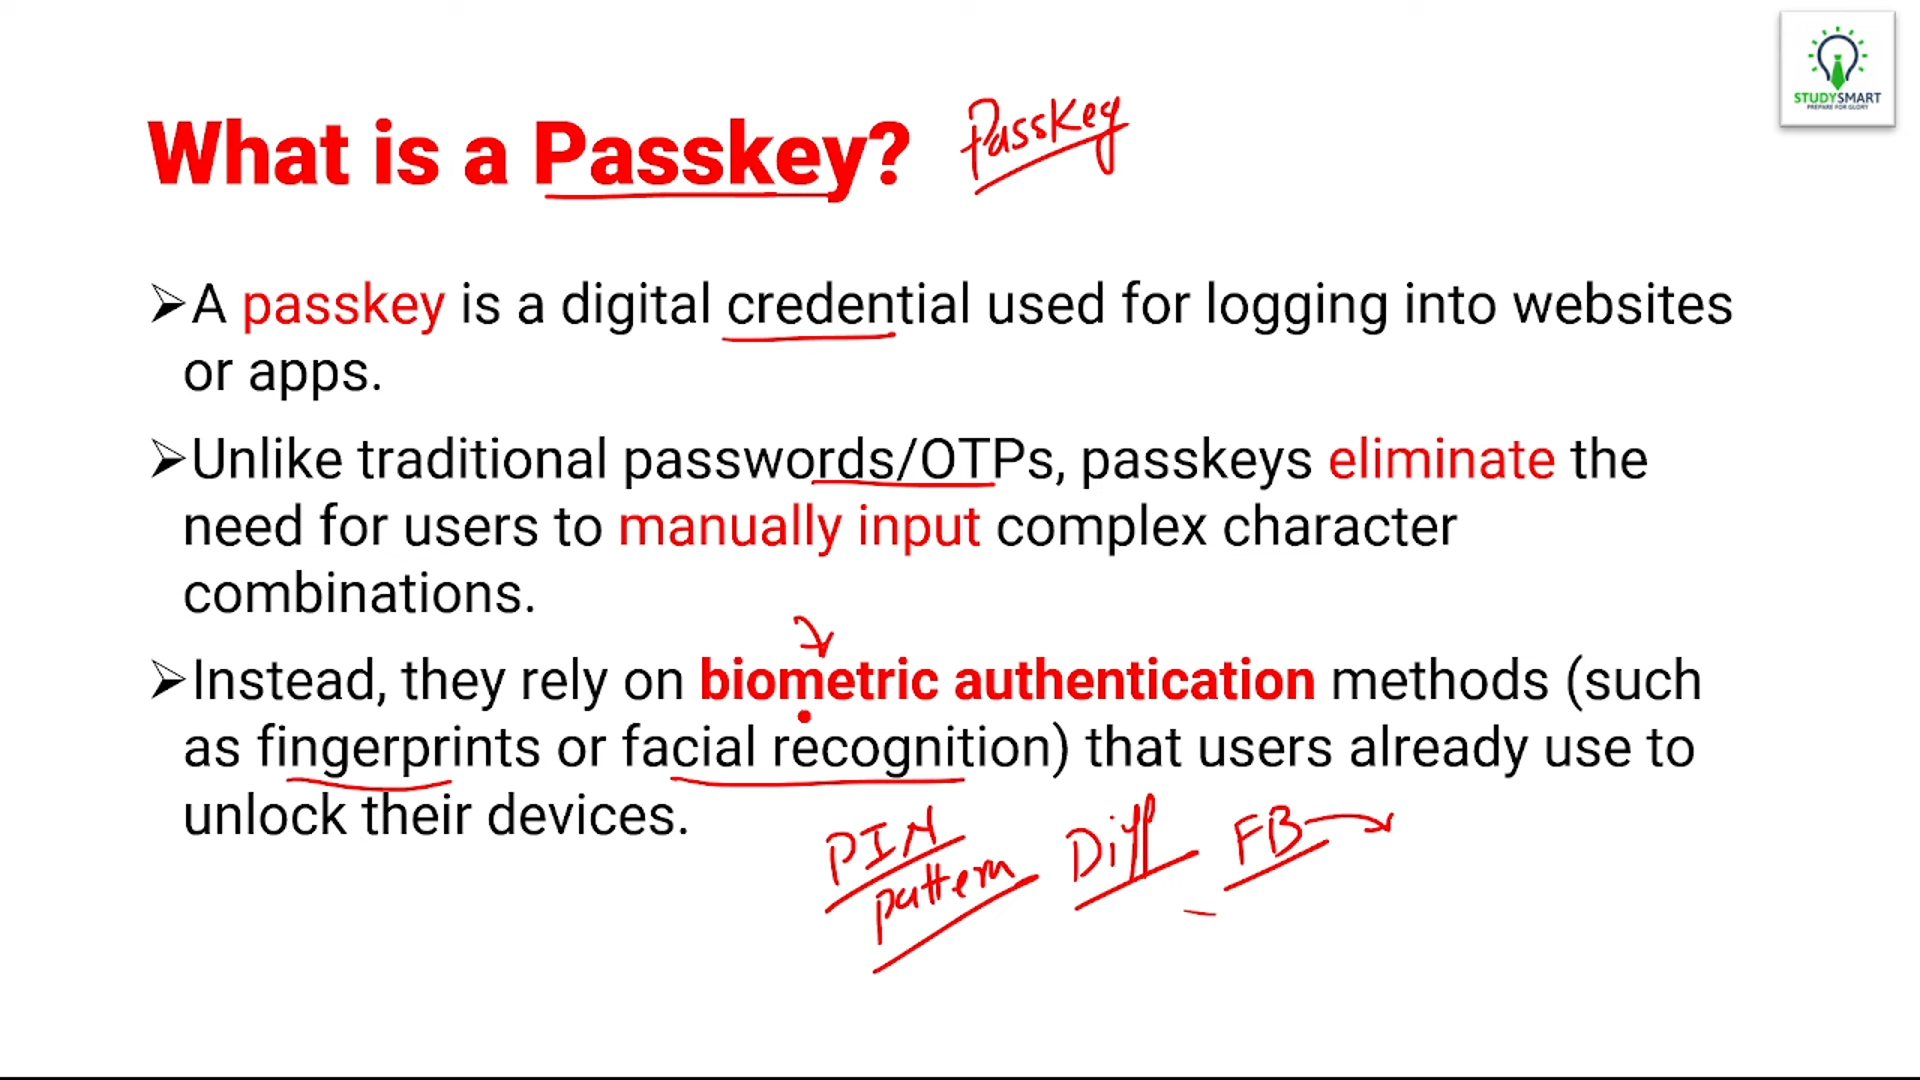 STUDYSMART
PREPARE FOR GLORY
What is a Passkey? Passkey
➢A passkey is a digital credential used for logging into websites
or apps.
➢Unlike traditional passwords/OTPs, passkeys eliminate the
need for users to manually input complex character
combinations.
➢Instead, they rely on biometric authentication methods (such
as fingerprints or facial recognition) that users already use to
unlock their devices.
PIN Diff FB
pattern